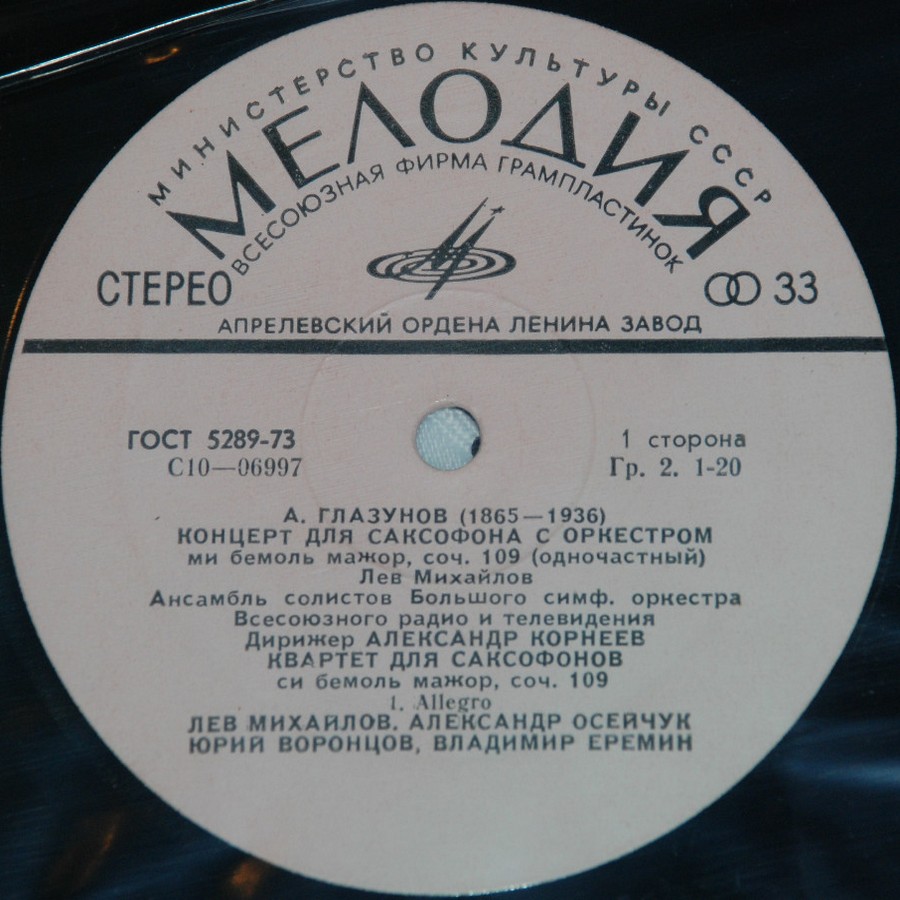 МИНИСТЕРСТВО КУЛЬТУРЫ СССР
МЕЛОДИЯ
ВСЕСОЮЗНАЯ ФИРМА ГРАМПЛАСТИНОК
СТЕРЕО
33
АПРЕЛЕВСКИЙ ОРДЕНА ЛЕНИНА ЗАВОД
ГОСТ 5289-73
С10—06997
1 сторона
Гр. 2. 1-20
А. ГЛАЗУНОВ (1865—1936)
КОНЦЕРТ ДЛЯ САКСОФОНА С ОРКЕСТРОМ
ми бемоль мажор, соч. 109 (одночастный)
Лев Михайлов
Ансамбль солистов Большого симф. оркестра
Всесоюзного радио и телевидения
Дирижер АЛЕКСАНДР КОРНЕЕВ
КВАРТЕТ ДЛЯ САКСОФОНОВ
си бемоль мажор, соч. 109
1. Allegro
ЛЕВ МИХАЙЛОВ, АЛЕКСАНДР ОСЕЙЧУК
ЮРИЙ ВОРОНЦОВ, ВЛАДИМИР ЕРЕМИН